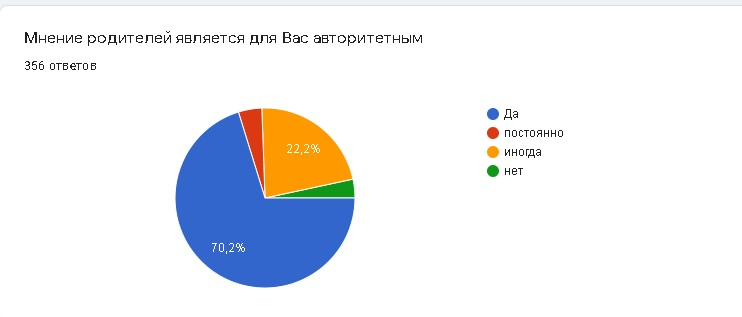 Мнение родителей является для Вас авторитетным
356 ответов
Да
постоянно
иногда
нет
22,2%
70,2%